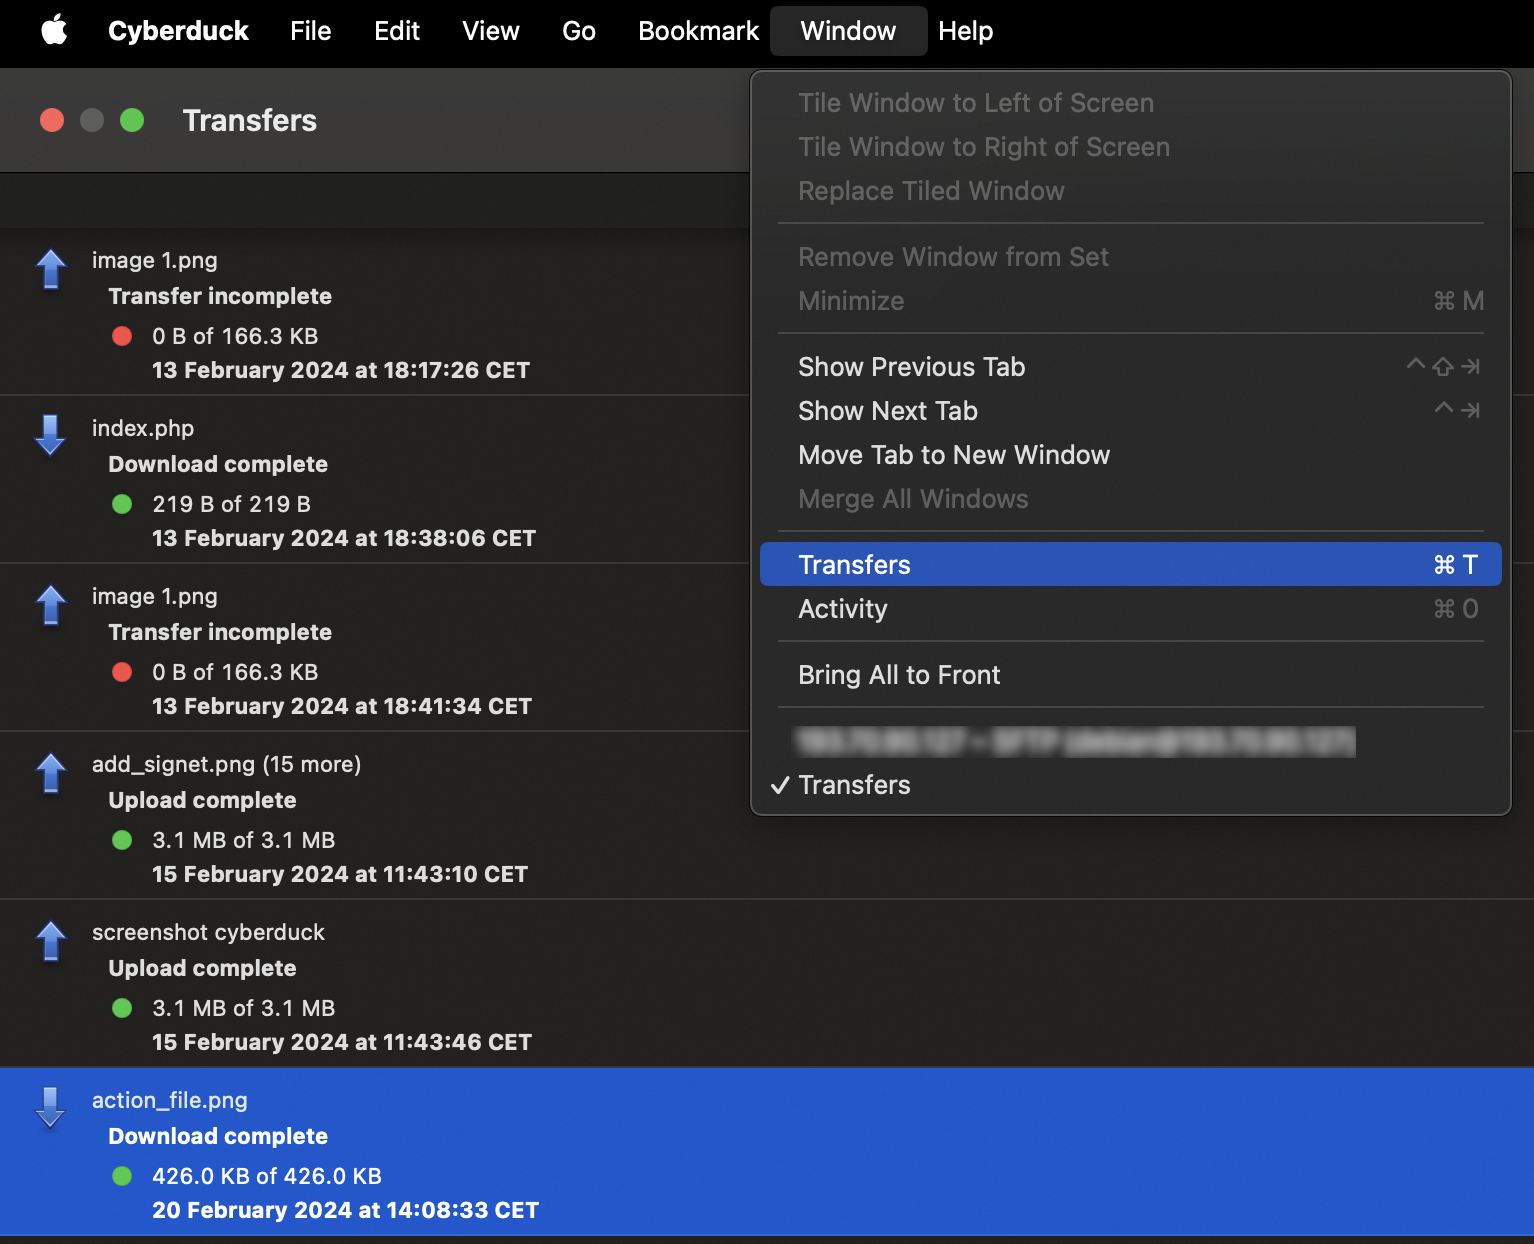 Cyberduck File Edit View Go Bookmark Window Help
Transfers
image 1.png
Transfer incomplete
0 B of 166.3 KB
13 February 2024 at 18:17:26 CET
index.php
Download complete
219 B of 219 B
13 February 2024 at 18:38:06 CET
image 1.png
Transfer incomplete
0 B of 166.3 KB
13 February 2024 at 18:41:34 CET
add_signet.png (15 more)
Upload complete
3.1 MB of 3.1 MB
15 February 2024 at 11:43:10 CET
screenshot cyberduck
Upload complete
3.1 MB of 3.1 MB
15 February 2024 at 11:43:46 CET
action_file.png
Download complete
426.0 KB of 426.0 KB
20 February 2024 at 14:08:33 CET
Tile Window to Left of Screen
Tile Window to Right of Screen
Replace Tiled Window
Remove Window from Set
Minimize ⌘ M
Show Previous Tab ^⇧⇥
Show Next Tab ^⇥
Move Tab to New Window
Merge All Windows
Transfers ⌘ T
Activity ⌘ 0
Bring All to Front
✓ Transfers